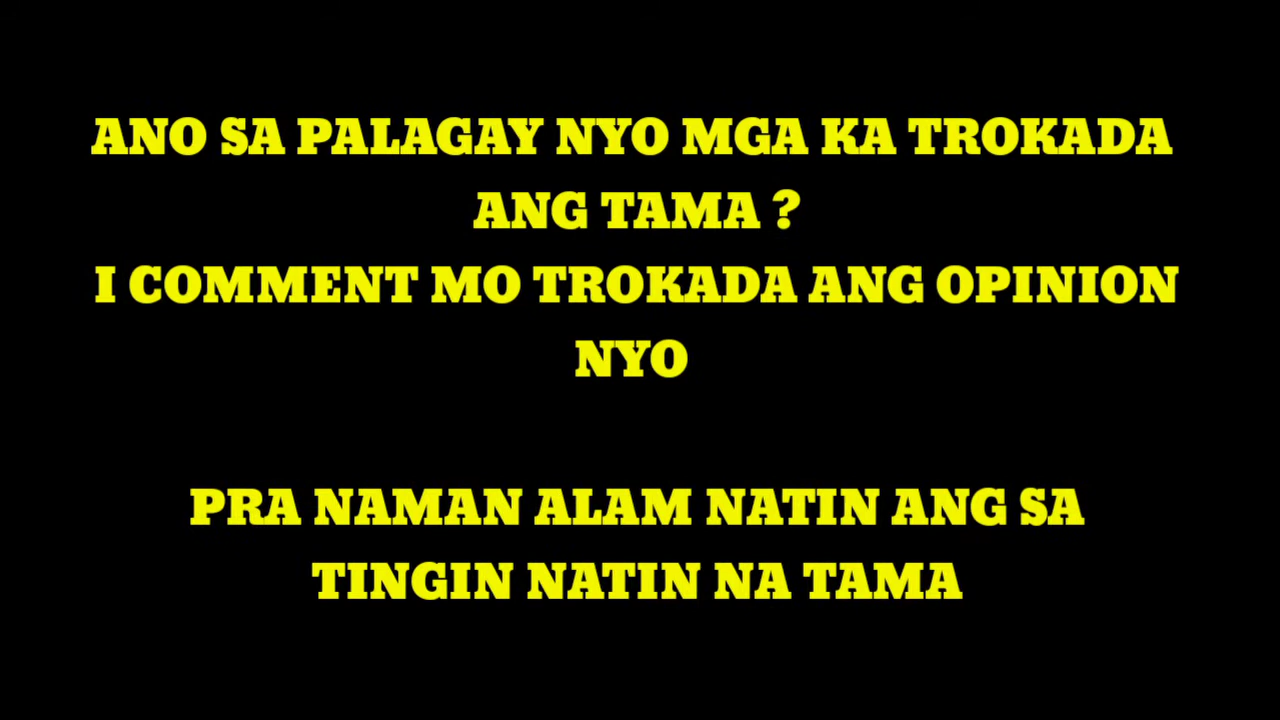 ANO SA PALAGAY NYO MGA KA TROKADA
ANG TAMA ?
I COMMENT MO TROKADA ANG OPINION
NYO
PRA NAMAN ALAM NATIN ANG SA
TINGIN NATIN NA TAMA